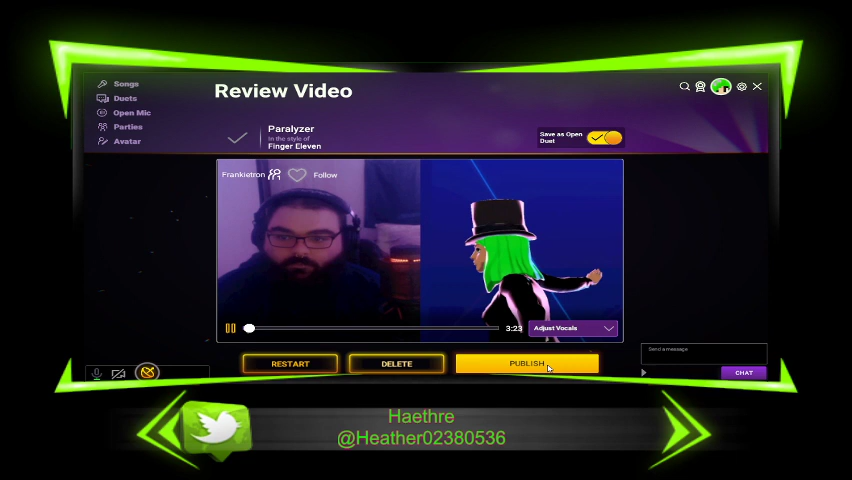 Songs
Duets
Open Mic
Parties
Avatar
Review Video
Paralyzer
In the style of
Finger Eleven
Save as Open
Duet
Frankietron
Follow
3:23
Adjust Vocals
RESTART
DELETE
PUBLISH
Send a message
CHAT
Haethre
@Heather02380536